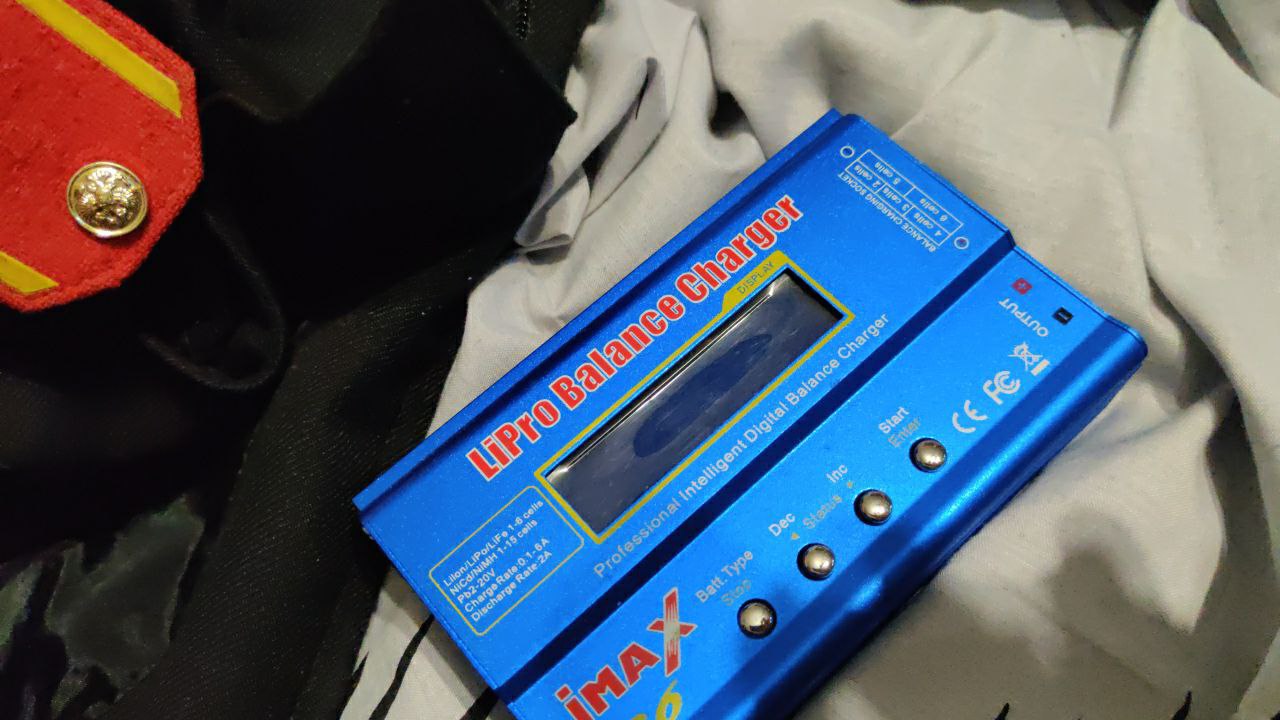 LiPro Balance Charger
DISPLAY
Professional Intelligent Digital Balance Charger
LiIon/LiPo/LiFe 1-6 cells
NiCd/NiMH 1-15 cells
Pb2-20V
Charge Rate:0.1-6A
Discharge Rate-2A
BALANCE CHARGING SOCKET
4 cells 3 cells 2 cells
6 cells 5 cells
OUTPUT
CE FC
Batt.Type
Stop
Dec
Inc
Status
Start
Enter
iMAX